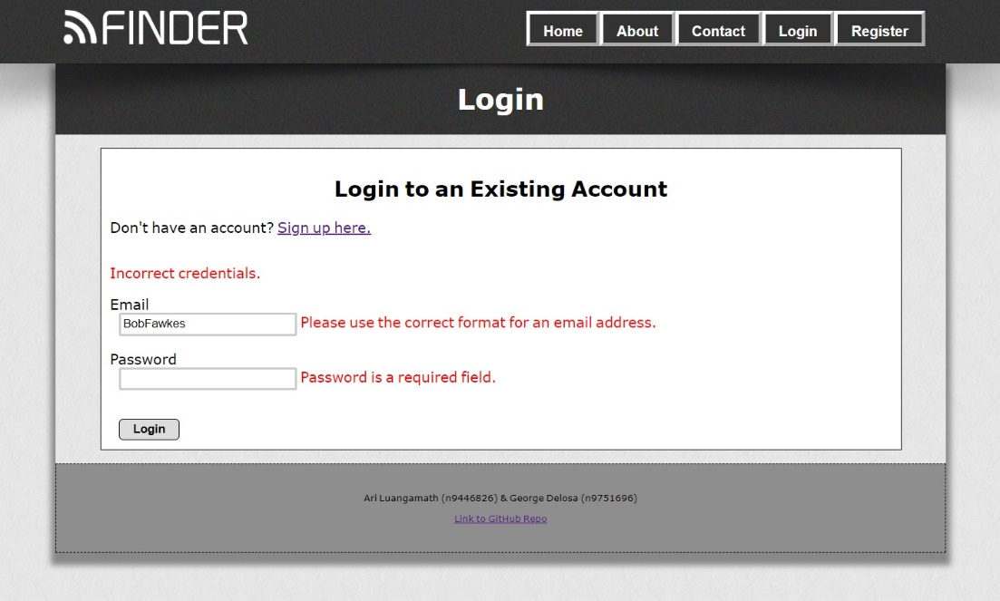 FINDER
Home About Contact Login Register
Login
Login to an Existing Account
Don't have an account? Sign up here.
Incorrect credentials.
Email
BobFawkes Please use the correct format for an email address.
Password
Password is a required field.
Login
Ari Luangamath (n9446826) & George Delosa (n9751696)
Link to GitHub Repo